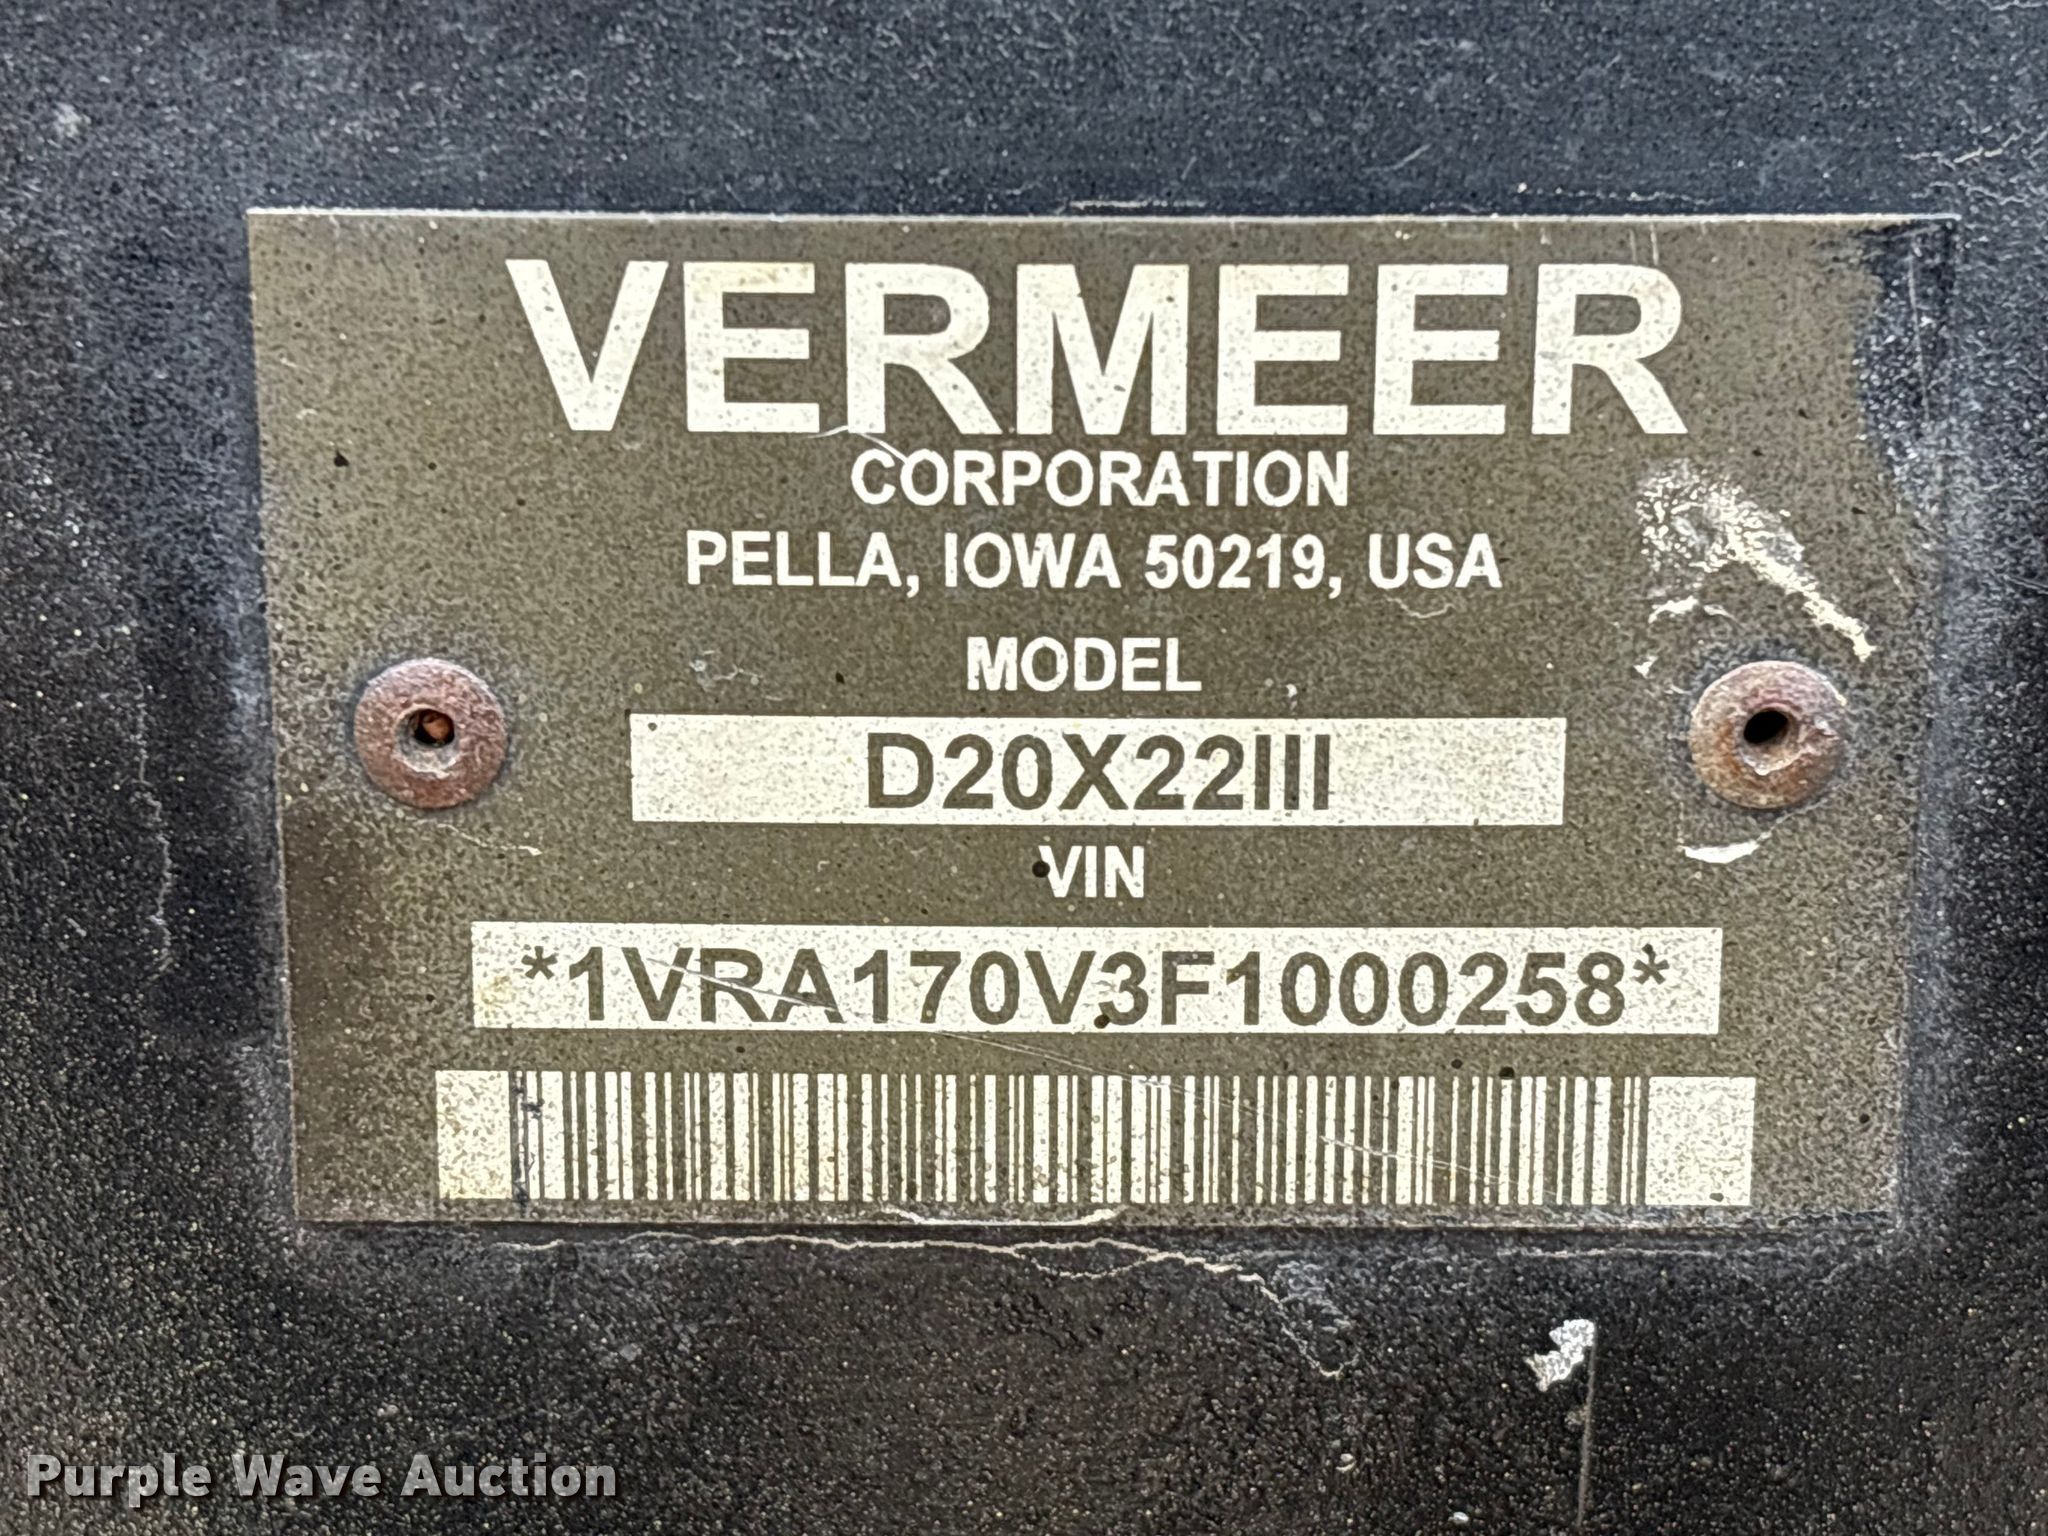 VERMEER
CORPORATION
PELLA, IOWA 50219, USA
MODEL
D20X22III
VIN
*1VRA170V3F1000258*
Purple Wave Auction